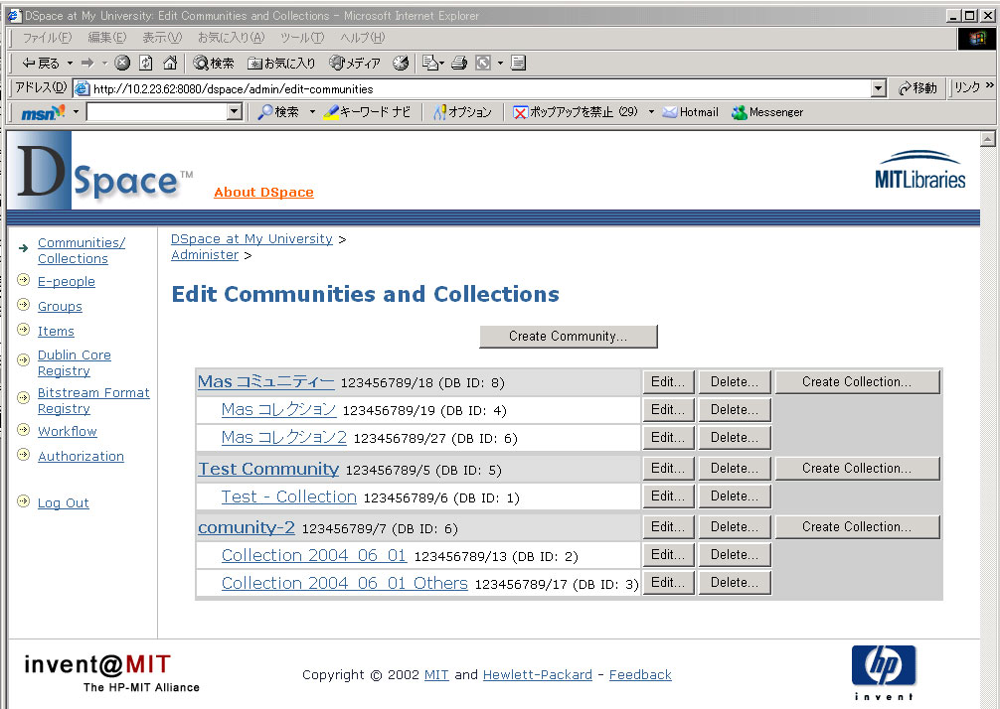 DSpace at My University: Edit Communities and Collections - Microsoft Internet Explorer
ファイル(F) 編集(E) 表示(V) お気に入り(A) ツール(T) ヘルプ(H)
戻る 検索 お気に入り メディア
アドレス(D) http://10.2.23.62:8080/dspace/admin/edit-communities 移動 リンク »
msn 検索 キーワード ナビ オプション ポップアップを禁止 (29) Hotmail Messenger
DSpace™ About DSpace MITLibraries
DSpace at My University >
Administer >
Communities/
Collections
E-people
Groups
Items
Dublin Core
Registry
Bitstream Format
Registry
Workflow
Authorization
Log Out
Edit Communities and Collections
Create Community...
Mas コミュニティー 123456789/18 (DB ID: 8) Edit... Delete... Create Collection...
Mas コレクション 123456789/19 (DB ID: 4) Edit... Delete...
Mas コレクション2 123456789/27 (DB ID: 6) Edit... Delete...
Test Community 123456789/5 (DB ID: 5) Edit... Delete... Create Collection...
Test - Collection 123456789/6 (DB ID: 1) Edit... Delete...
comunity-2 123456789/7 (DB ID: 6) Edit... Delete... Create Collection...
Collection 2004_06_01 123456789/13 (DB ID: 2) Edit... Delete...
Collection 2004_06_01_Others 123456789/17 (DB ID: 3) Edit... Delete...
invent@MIT
The HP-MIT Alliance
Copyright © 2002 MIT and Hewlett-Packard - Feedback
hp
invent